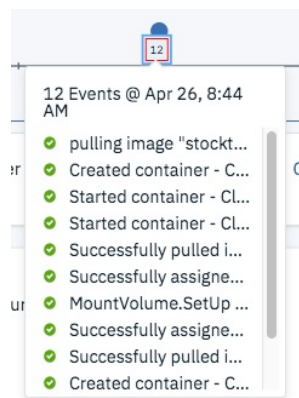 12
12 Events @ Apr 26, 8:44
AM
pulling image "stockt...
Created container - C...
Started container - Cl...
Started container - Cl...
Successfully pulled i...
Successfully assigne...
MountVolume.SetUp ...
Successfully assigne...
Successfully pulled i...
Created container - C...